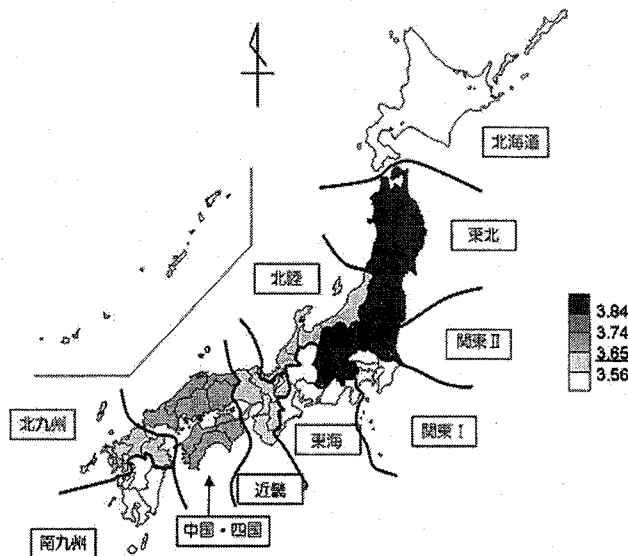 北海道
東北
北陸
3.84
3.74
3.65
3.56
関東Ⅱ
北九州
関東Ⅰ
東海
近畿
中国・四国
南九州